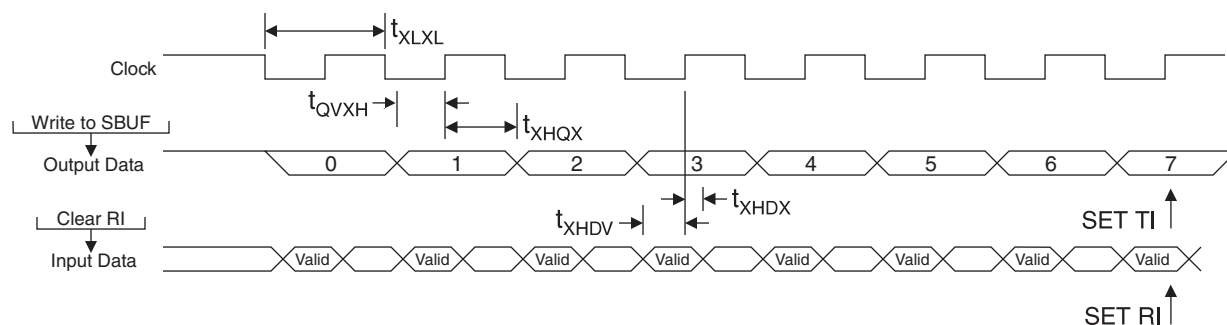 tXLXL
Clock
tQVXH
tXHQX
Write to SBUF
Output Data
0 1 2 3 4 5 6 7
tXHDX
tXHDV
SET TI
Clear RI
Input Data
Valid Valid Valid Valid Valid Valid Valid Valid
SET RI